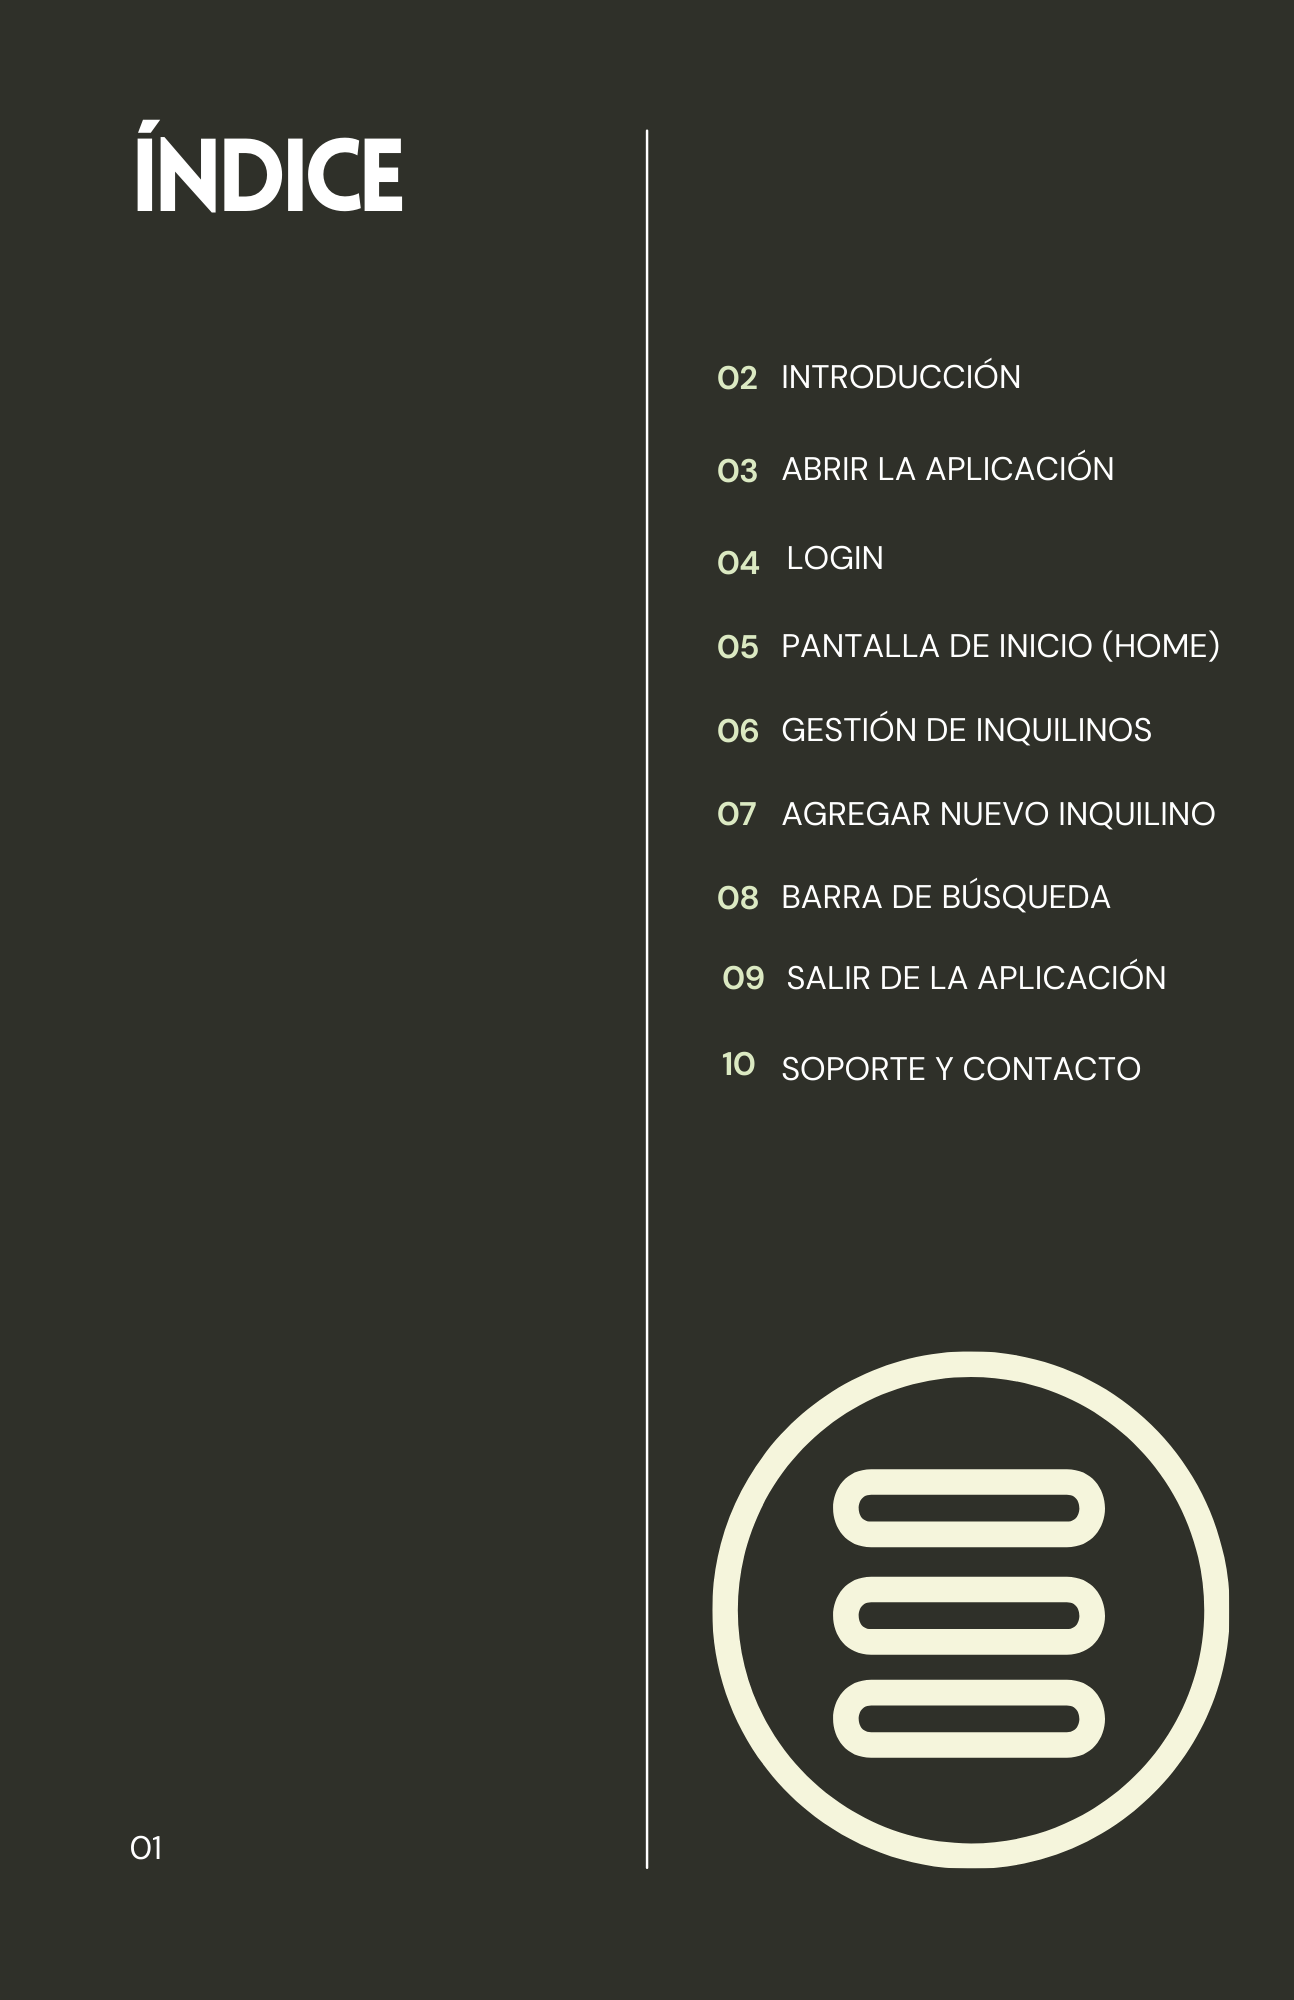 ÍNDICE
02 INTRODUCCIÓN
03 ABRIR LA APLICACIÓN
04 LOGIN
05 PANTALLA DE INICIO (HOME)
06 GESTIÓN DE INQUILINOS
07 AGREGAR NUEVO INQUILINO
08 BARRA DE BÚSQUEDA
09 SALIR DE LA APLICACIÓN
10 SOPORTE Y CONTACTO
01